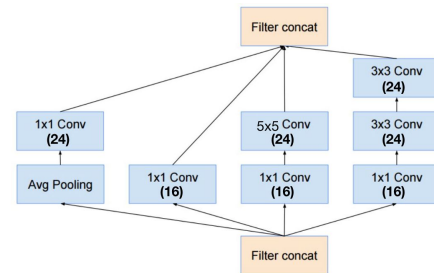 Filter concat
3x3 Conv
(24)
1x1 Conv
(24)
5x5 Conv
(24)
3x3 Conv
(24)
Avg Pooling
1x1 Conv
(16)
1x1 Conv
(16)
1x1 Conv
(16)
Filter concat